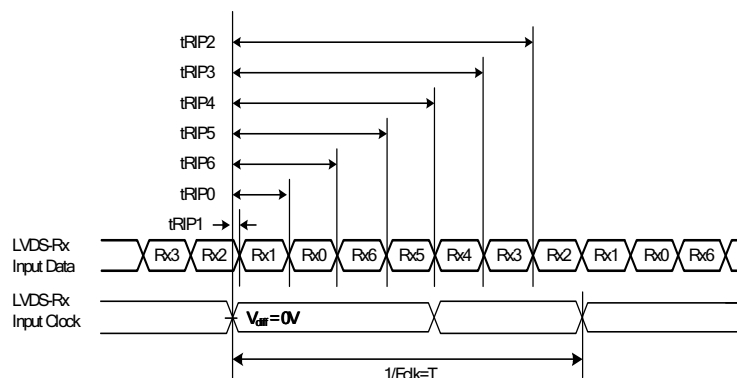 tRIP2
tRIP3
tRIP4
tRIP5
tRIP6
tRIP0
tRIP1
LVDS-Rx
Input Data
Rx3 Rx2 Rx1 Rx0 Rx6 Rx5 Rx4 Rx3 Rx2 Rx1 Rx0 Rx6
LVDS-Rx
Input Clock
Vdiff = 0V
1/Fclk=T